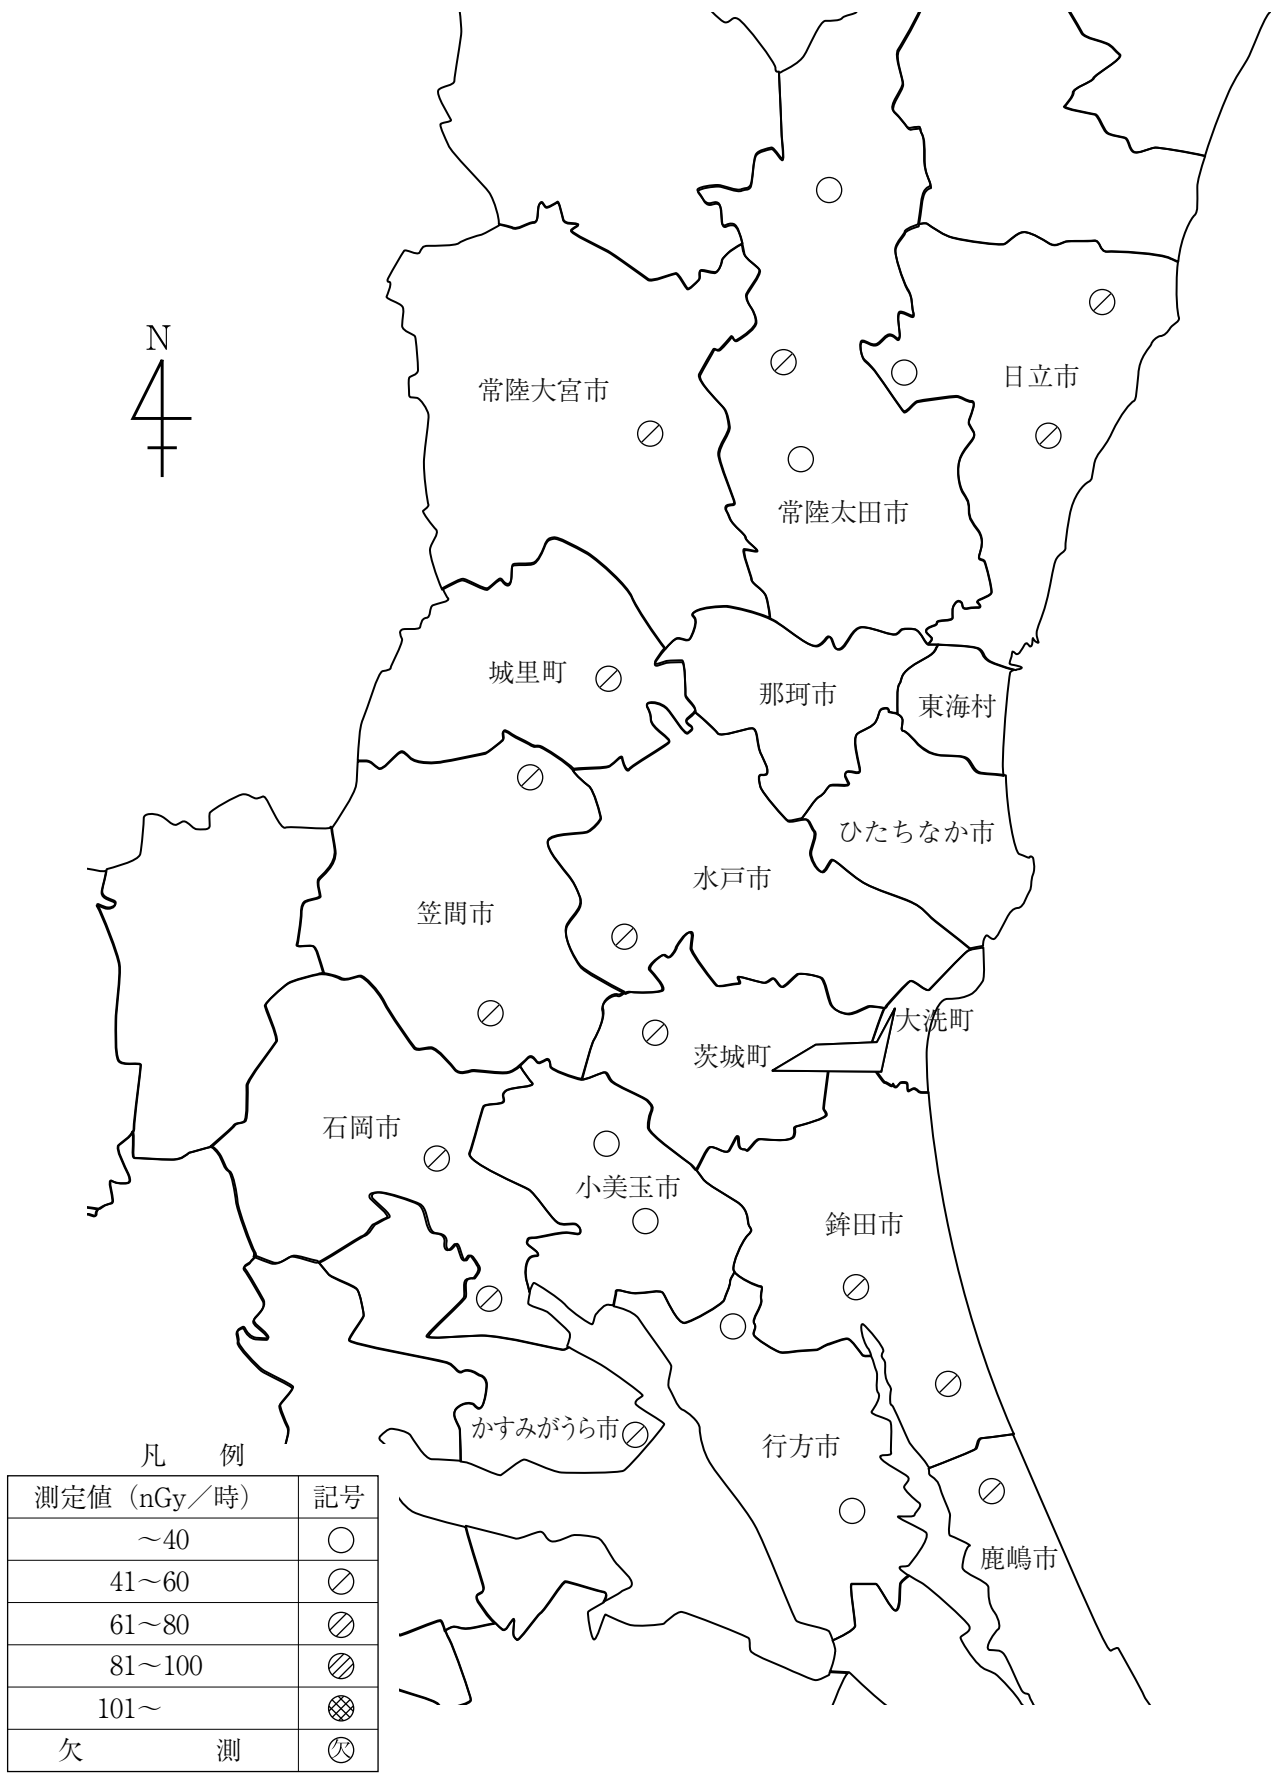 N
常陸大宮市
日立市
常陸太田市
城里町
那珂市
東海村
ひたちなか市
水戸市
笠間市
大洗町
茨城町
石岡市
小美玉市
鉾田市
かすみがうら市
行方市
鹿嶋市
凡 例
測定値（nGy／時） 記号
～40
41～60
61～80
81～100
101～
欠 測 欠